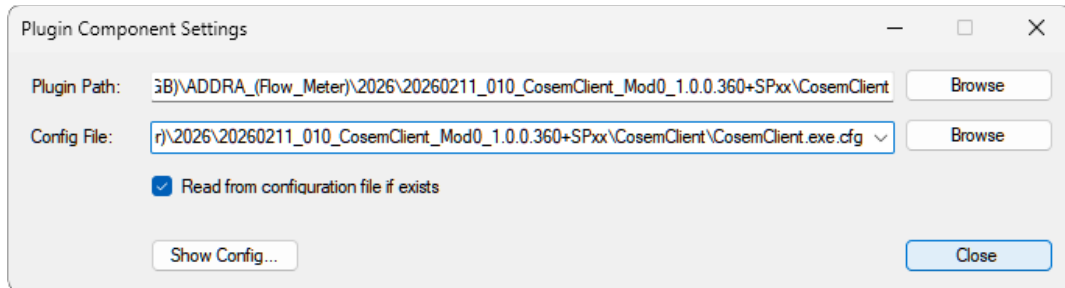 Plugin Component Settings
Plugin Path: GB)\ADDRA_(Flow_Meter)\2026\20260211_010_CosemClient_Mod0_1.0.0.360+SPxx\CosemClient Browse
Config File: r)\2026\20260211_010_CosemClient_Mod0_1.0.0.360+SPxx\CosemClient\CosemClient.exe.cfg Browse
Read from configuration file if exists
Show Config... Close